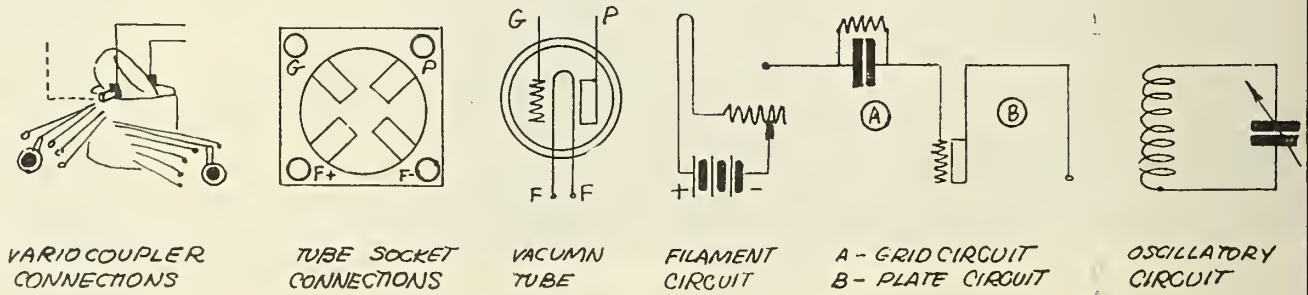 G P
G P
F+ F-
F F
+ -
A
B
VARIOCOUPLER
CONNECTIONS
TUBE SOCKET
CONNECTIONS
VACUMN
TUBE
FILAMENT
CIRCUIT
A - GRID CIRCUIT
B - PLATE CIRCUIT
OSCILLATORY
CIRCUIT